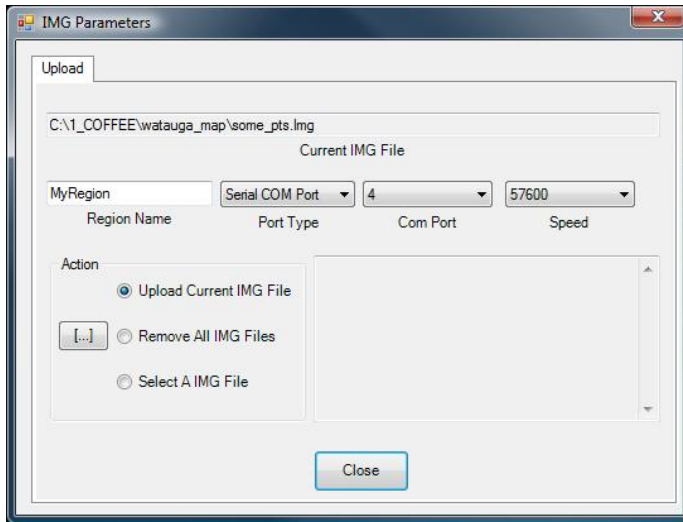 IMG Parameters
Upload
C:\1_COFFEE\watauga_map\some_pts.Img
Current IMG File
MyRegion Serial COM Port 4 57600
Region Name Port Type Com Port Speed
Action
Upload Current IMG File
[...] Remove All IMG Files
Select A IMG File
Close